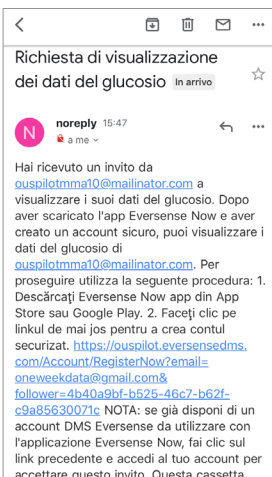 Richiesta di visualizzazione
dei dati del glucosio In arrivo
N
noreply 15:47
a me
Hai ricevuto un invito da
ouspilotmma10@mailinator.com a
visualizzare i suoi dati del glucosio. Dopo
aver scaricato l'app Eversense Now e aver
creato un account sicuro, puoi visualizzare i
dati del glucosio di
ouspilotmma10@mailinator.com. Per
proseguire utilizza la seguente procedura: 1.
Descărcaţi Eversense Now app din App
Store sau Google Play. 2. Faceţi clic pe
linkul de mai jos pentru a crea contul
securizat. https://ouspilot.eversensedms.
com/Account/RegisterNow?email=
oneweekdata@gmail.com&
follower=4b40a9bf-b525-46c7-b62f-
c9a85630071c NOTA: se già disponi di un
account DMS Eversense da utilizzare con
l'applicazione Eversense Now, fai clic sul
link precedente e accedi al tuo account per
accettare questo invito. Questa cassetta